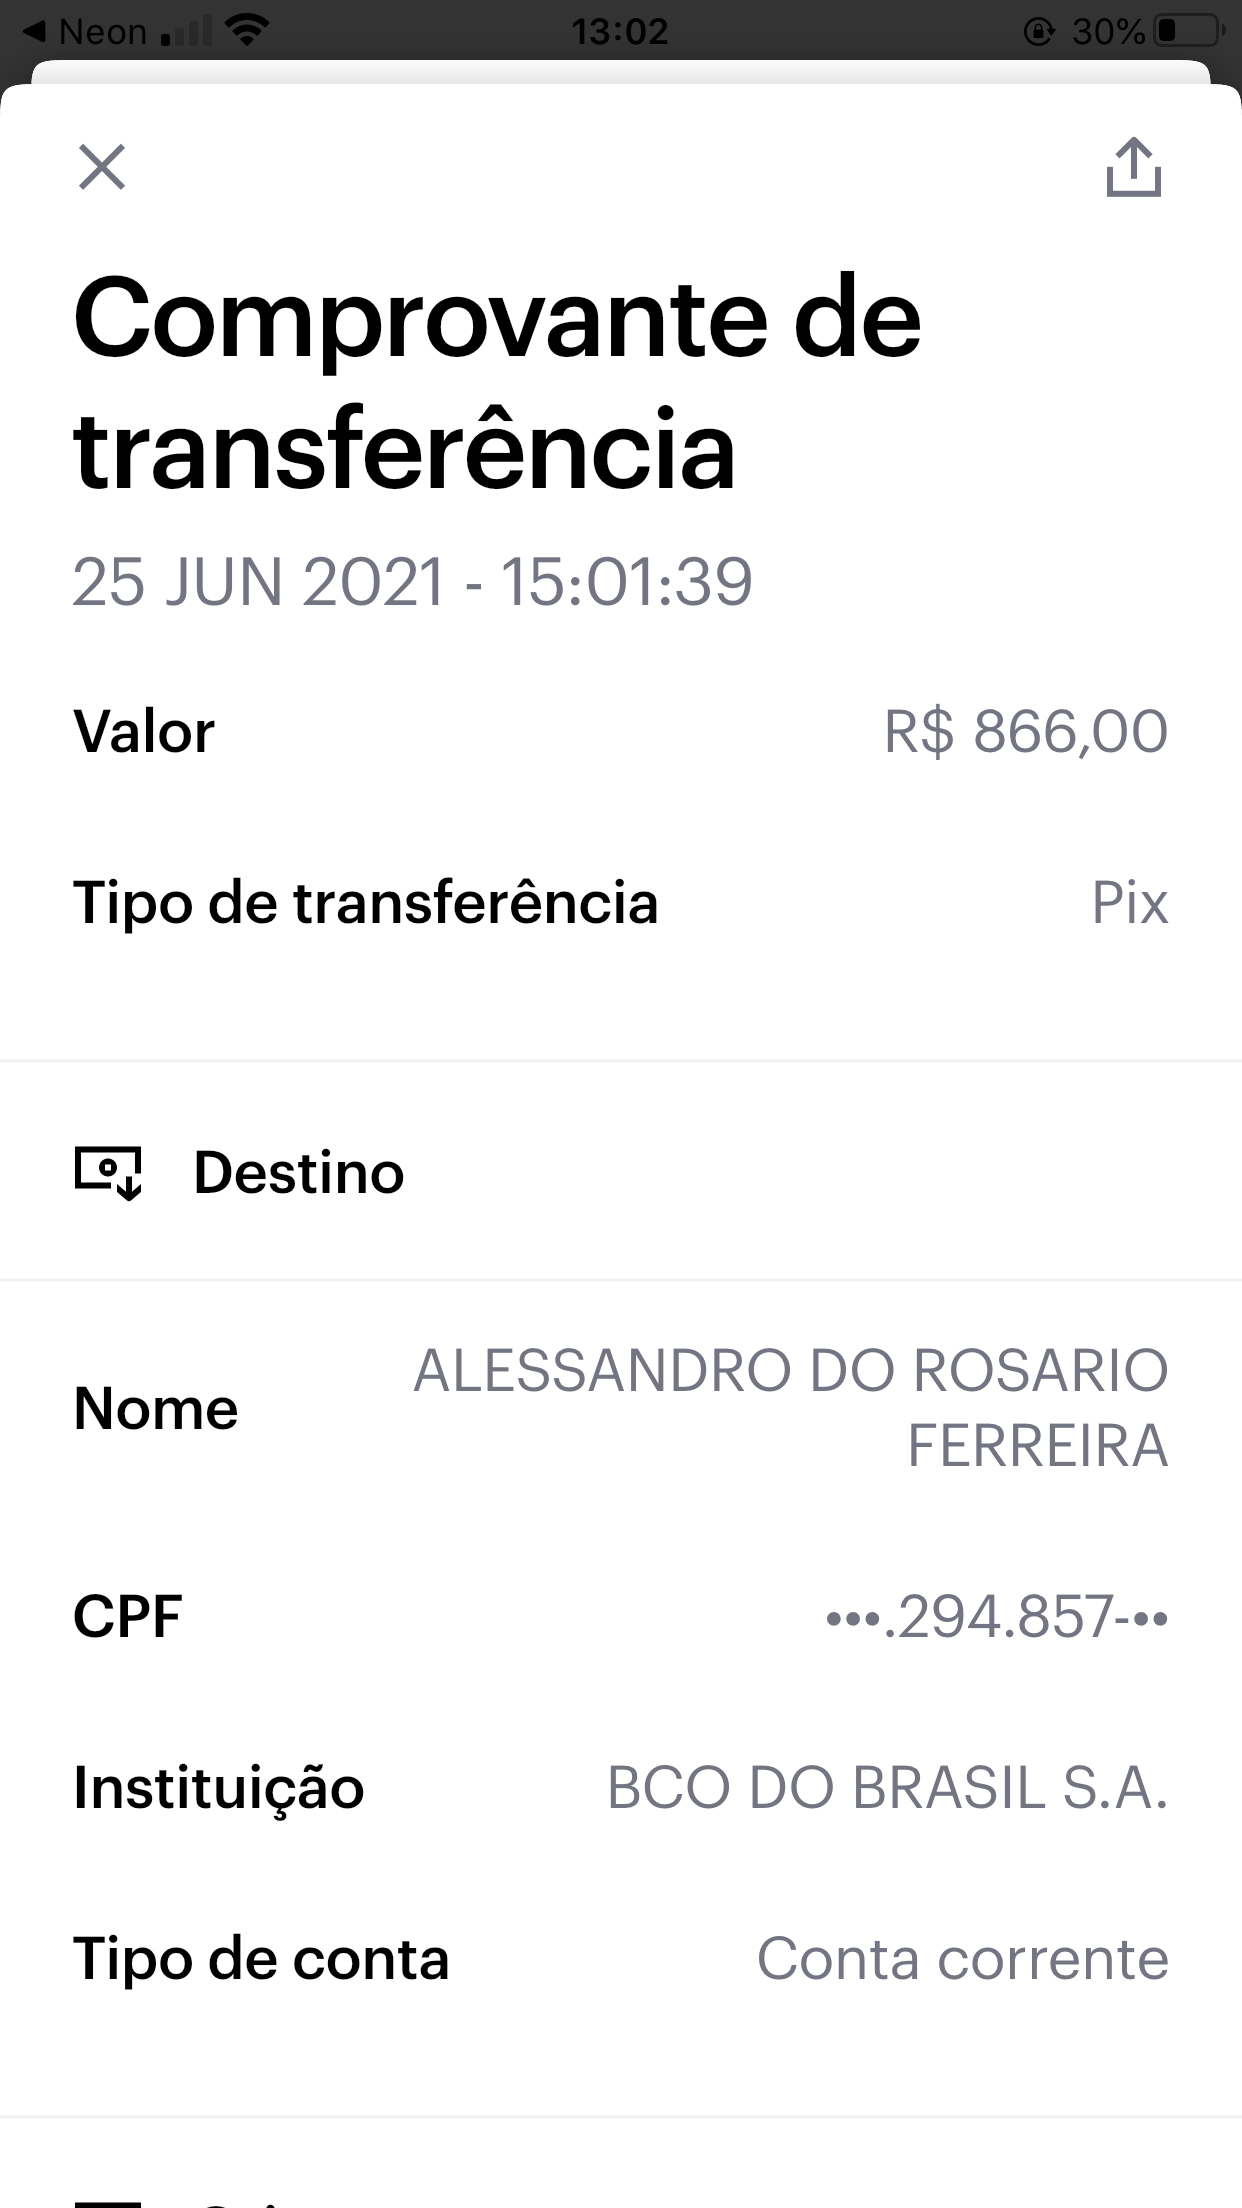 Neon
13:02
30%
Comprovante de
transferência
25 JUN 2021 - 15:01:39
Valor
R$ 866,00
Tipo de transferência
Pix
Destino
Nome
ALESSANDRO DO ROSARIO
FERREIRA
CPF
•••.294.857-••
Instituição
BCO DO BRASIL S.A.
Tipo de conta
Conta corrente